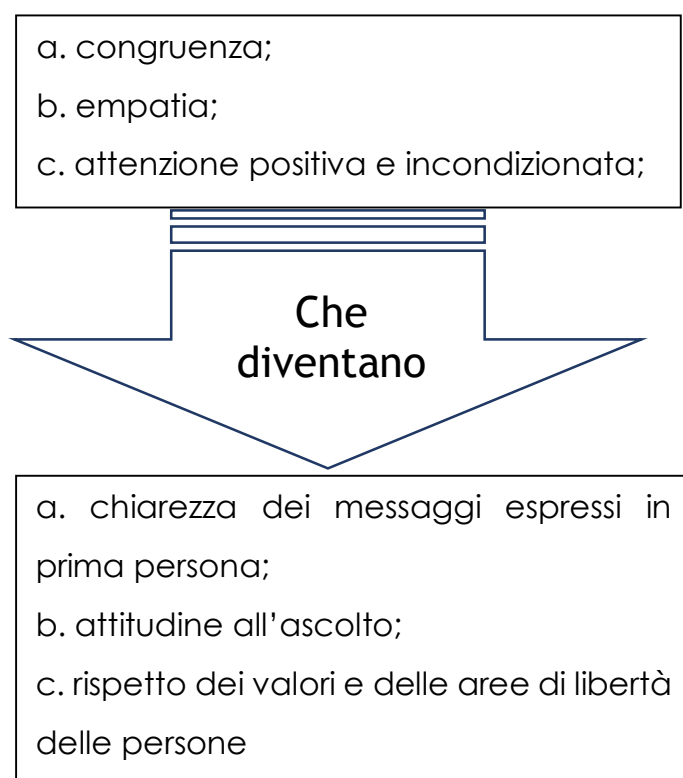 a. congruenza;
b. empatia;
c. attenzione positiva e incondizionata;
Che
diventano
a. chiarezza dei messaggi espressi in
prima persona;
b. attitudine all’ascolto;
c. rispetto dei valori e delle aree di libertà
delle persone